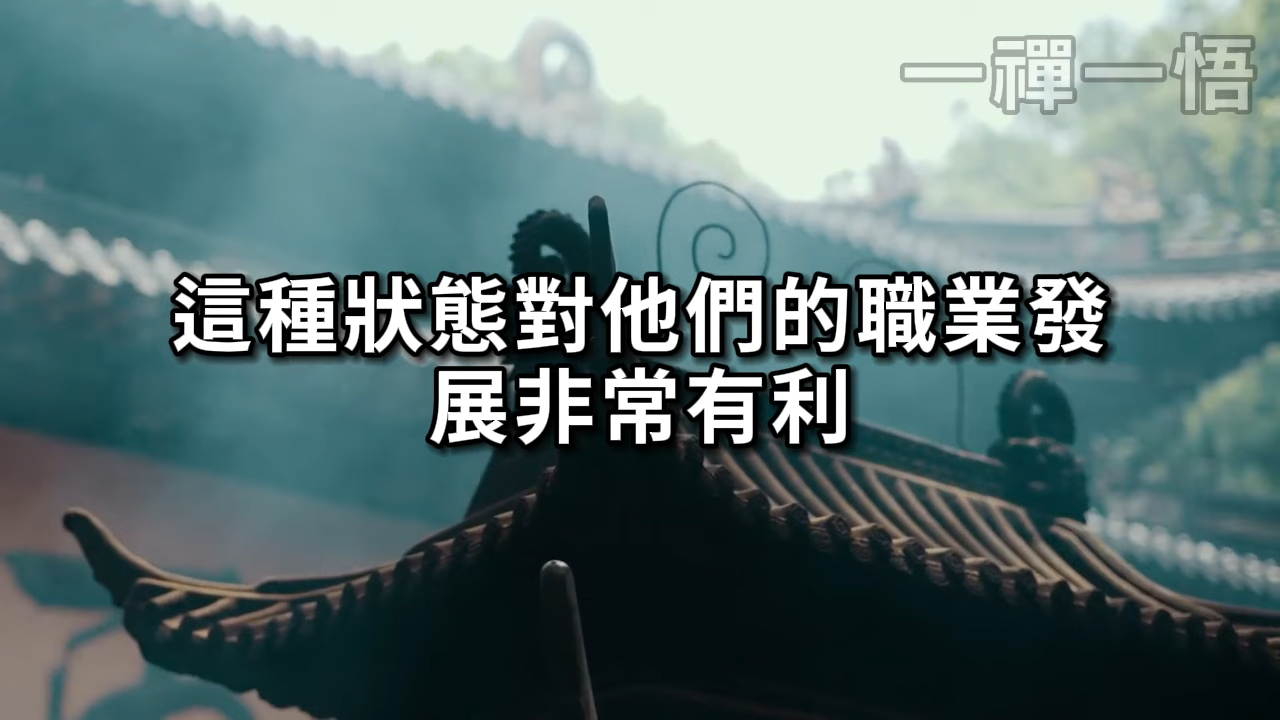 一禪一悟
這種狀態對他們的職業發
展非常有利